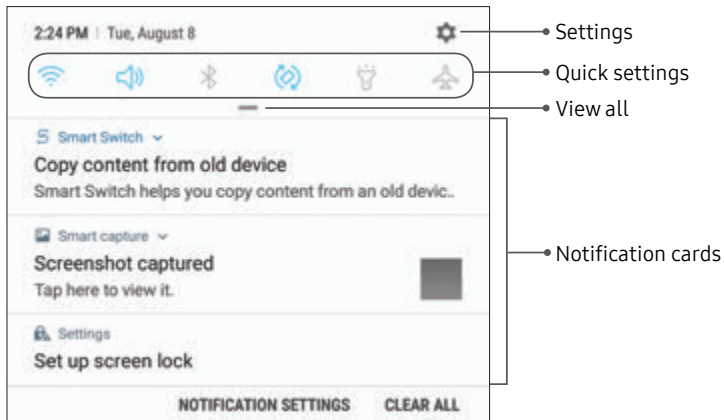 2:24 PM | Tue, August 8
Settings
Quick settings
View all
Smart Switch
Copy content from old device
Smart Switch helps you copy content from an old devic..
Smart capture
Screenshot captured
Tap here to view it.
Notification cards
Settings
Set up screen lock
NOTIFICATION SETTINGS CLEAR ALL